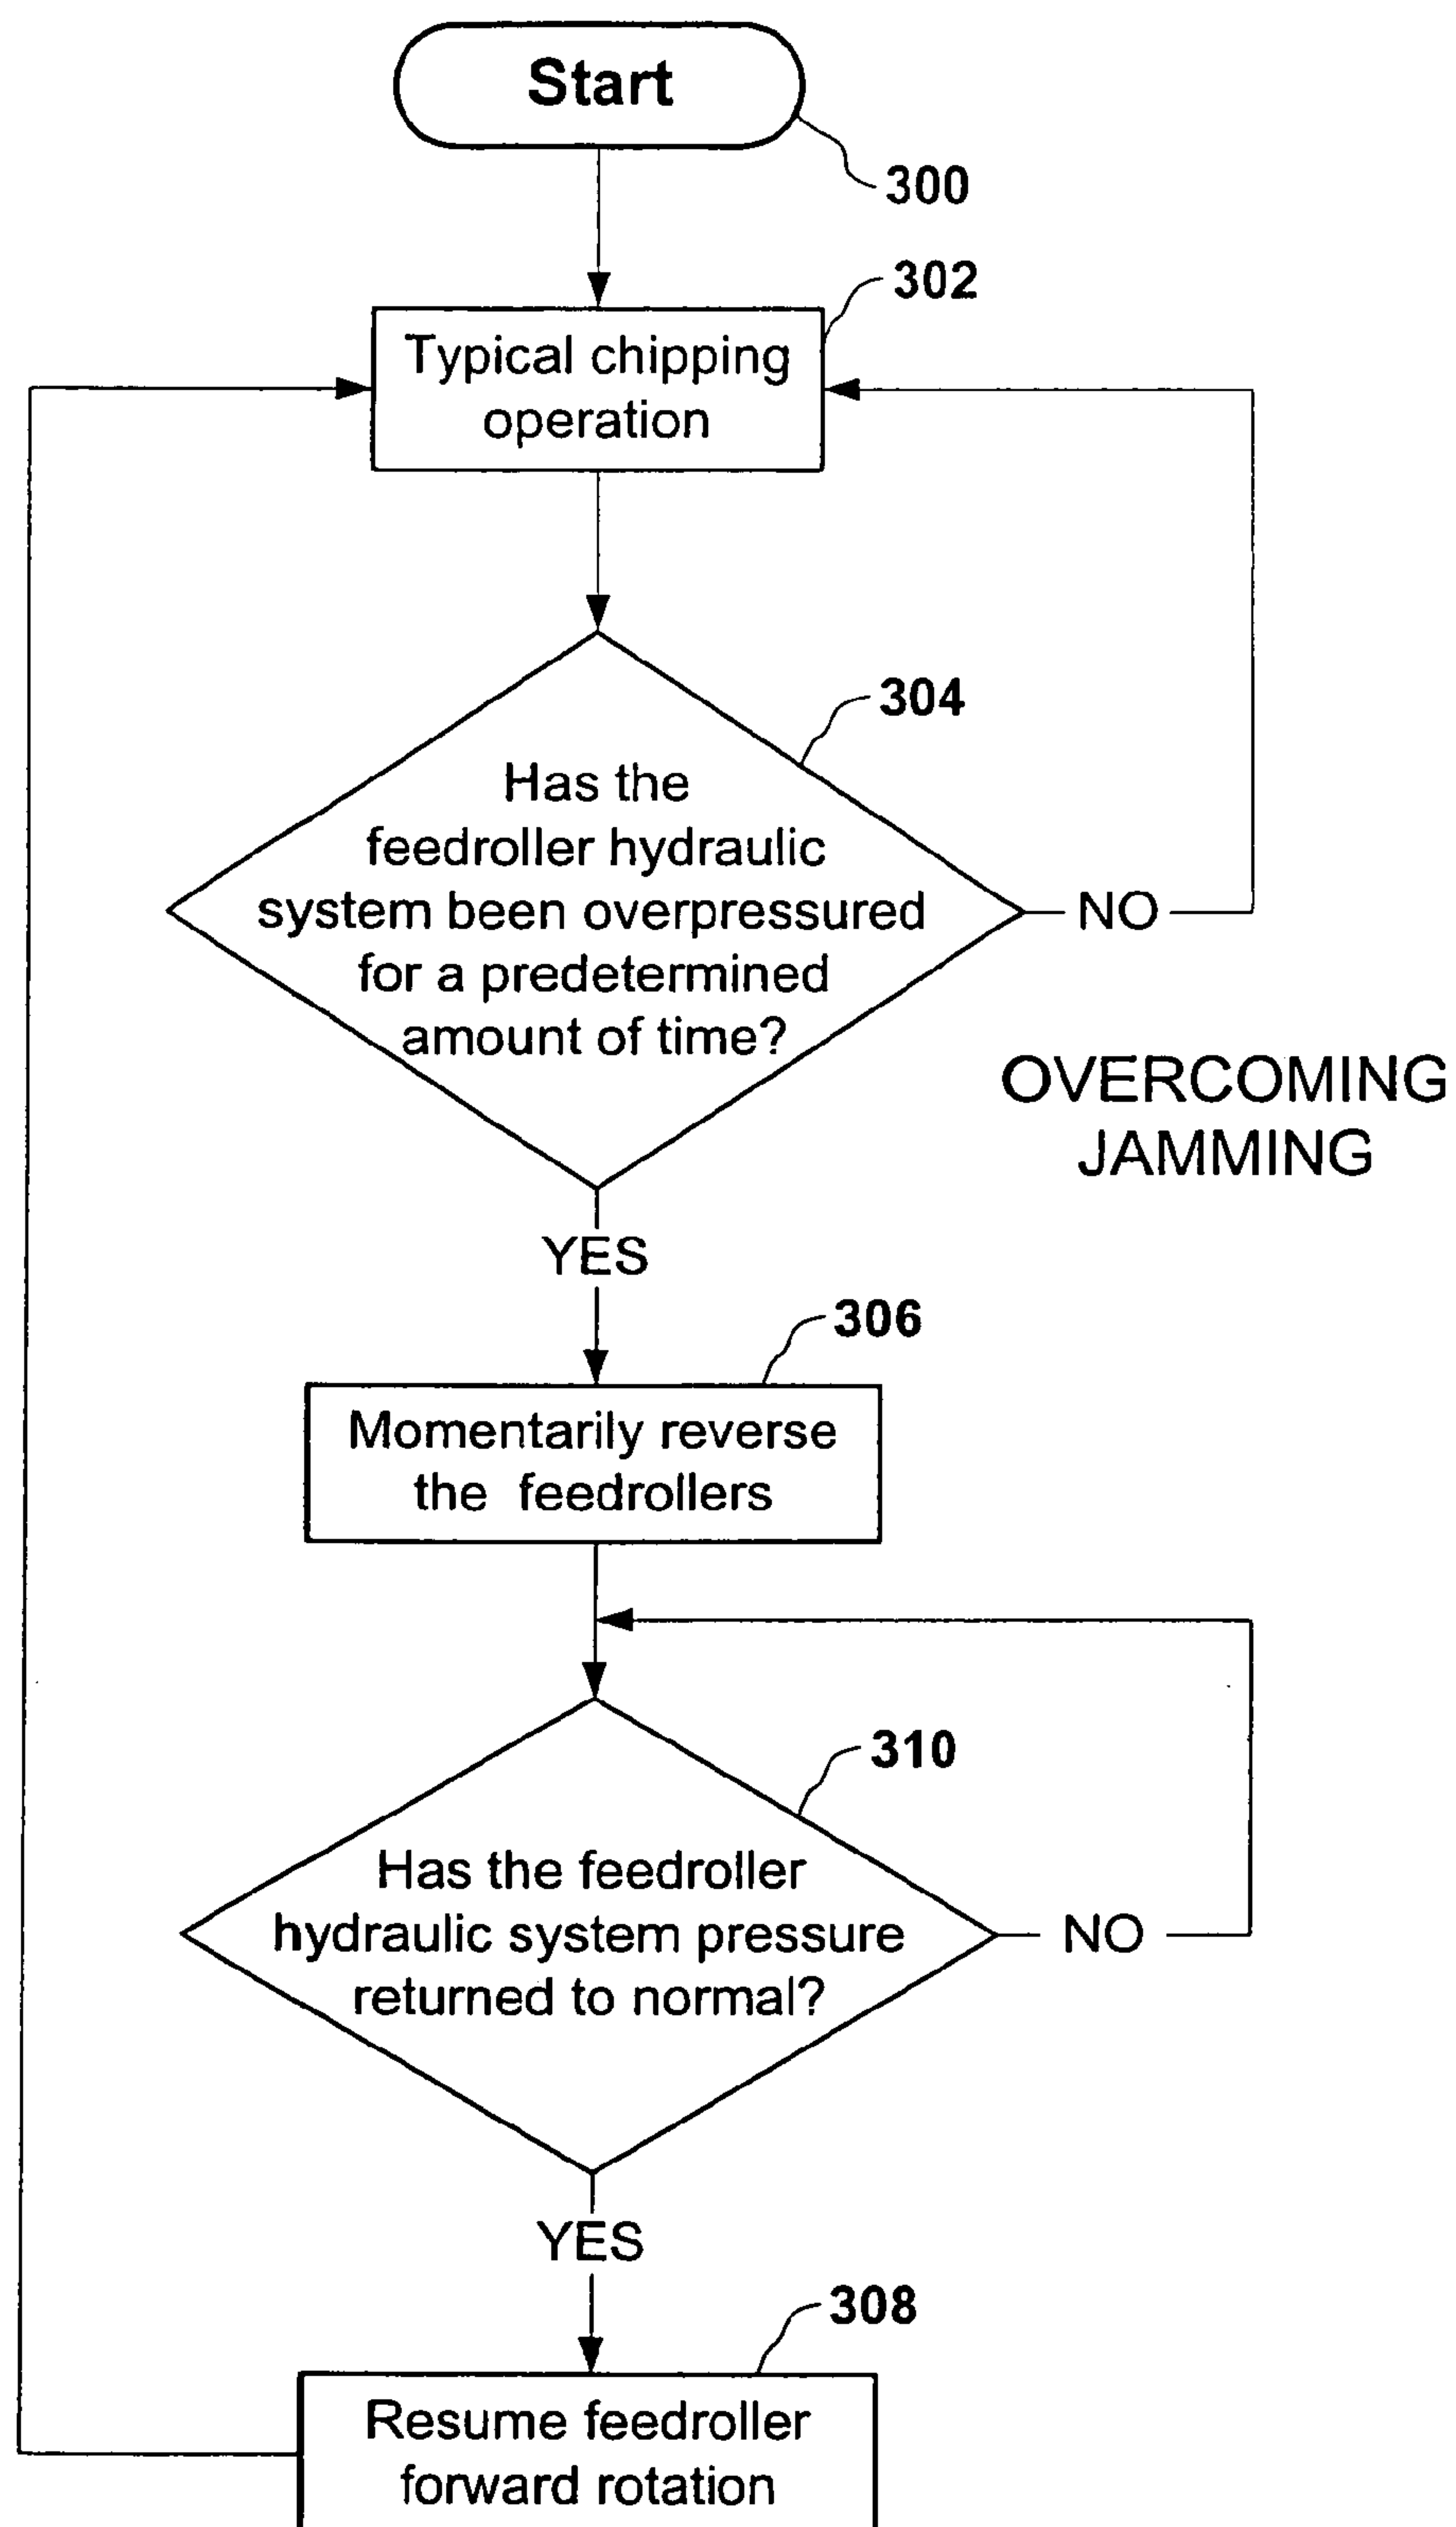 Start
300
302
Typical chipping
operation
304
Has the
feedroller hydraulic
system been overpressured
for a predetermined
amount of time?
NO
OVERCOMING
JAMMING
YES
306
Momentarily reverse
the feedrollers
310
Has the feedroller
hydraulic system pressure
returned to normal?
NO
YES
308
Resume feedroller
forward rotation